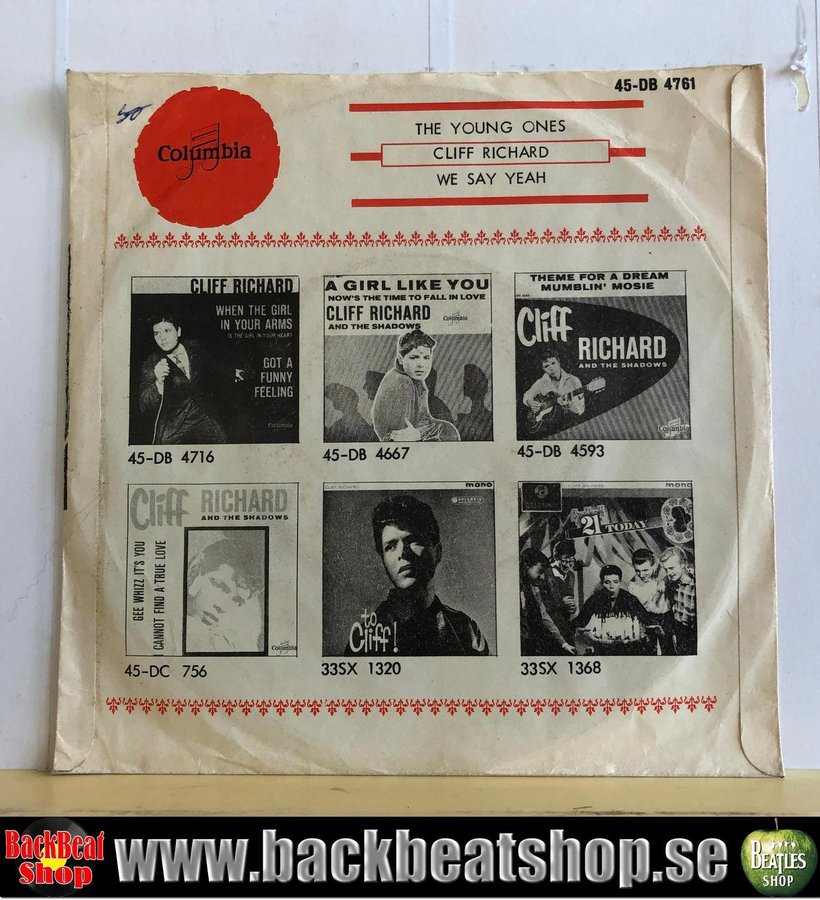 45-DB 4761
50
Columbia
THE YOUNG ONES
CLIFF RICHARD
WE SAY YEAH
CLIFF RICHARD
WHEN THE GIRL
IN YOUR ARMS
IS THE GIRL IN YOUR HEART
GOT A
FUNNY
FEELING
Columbia
45-DB 4716
A GIRL LIKE YOU
NOW'S THE TIME TO FALL IN LOVE
CLIFF RICHARD
AND THE SHADOWS
Columbia
45-DB 4667
THEME FOR A DREAM
MUMBLIN' MOSIE
Cliff
RICHARD
AND THE SHADOWS
Columbia
45-DB 4593
Cliff RICHARD
AND THE SHADOWS
GEE WHIZZ IT'S YOU
I CANNOT FIND A TRUE LOVE
Columbia
45-DC 756
mono
to
Cliff!
33SX 1320
mono
21
TODAY
33SX 1368
BackBeat
Shop
www.backbeatshop.se
BEATLES
SHOP